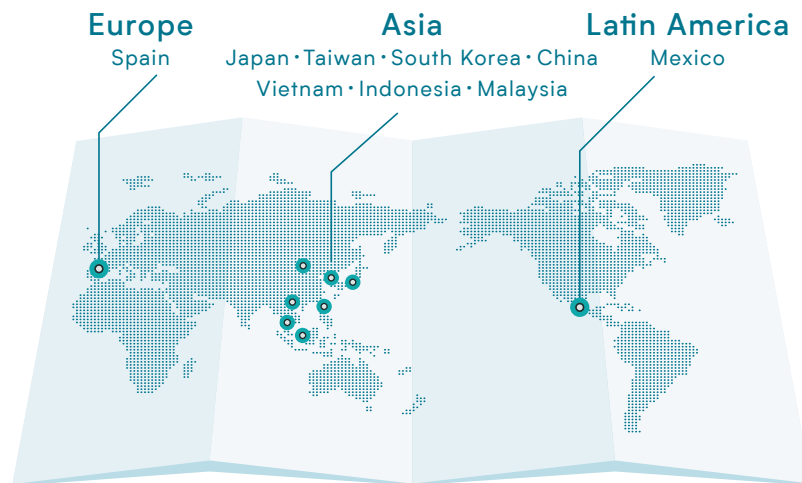 Europe
Spain
Asia
Japan・Taiwan・South Korea・China
Vietnam・Indonesia・Malaysia
Latin America
Mexico